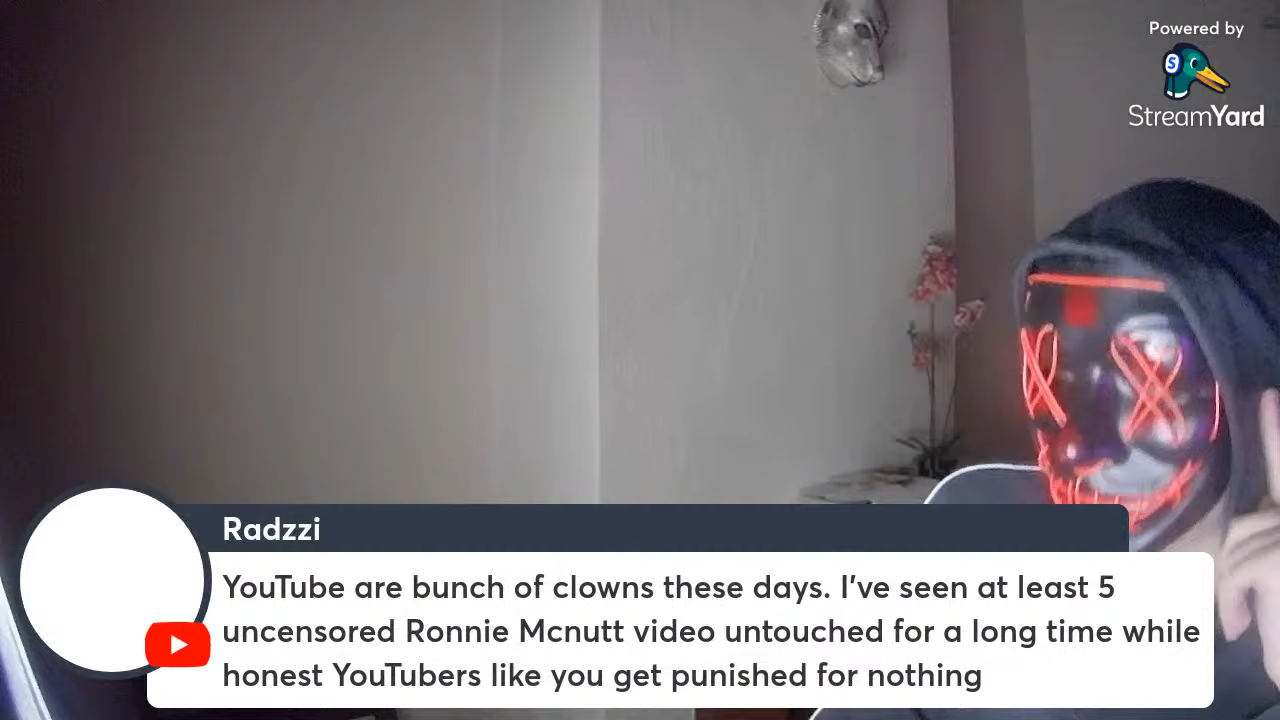 Powered by
StreamYard
Radzzi
YouTube are bunch of clowns these days. I've seen at least 5
uncensored Ronnie Mcnutt video untouched for a long time while
honest YouTubers like you get punished for nothing